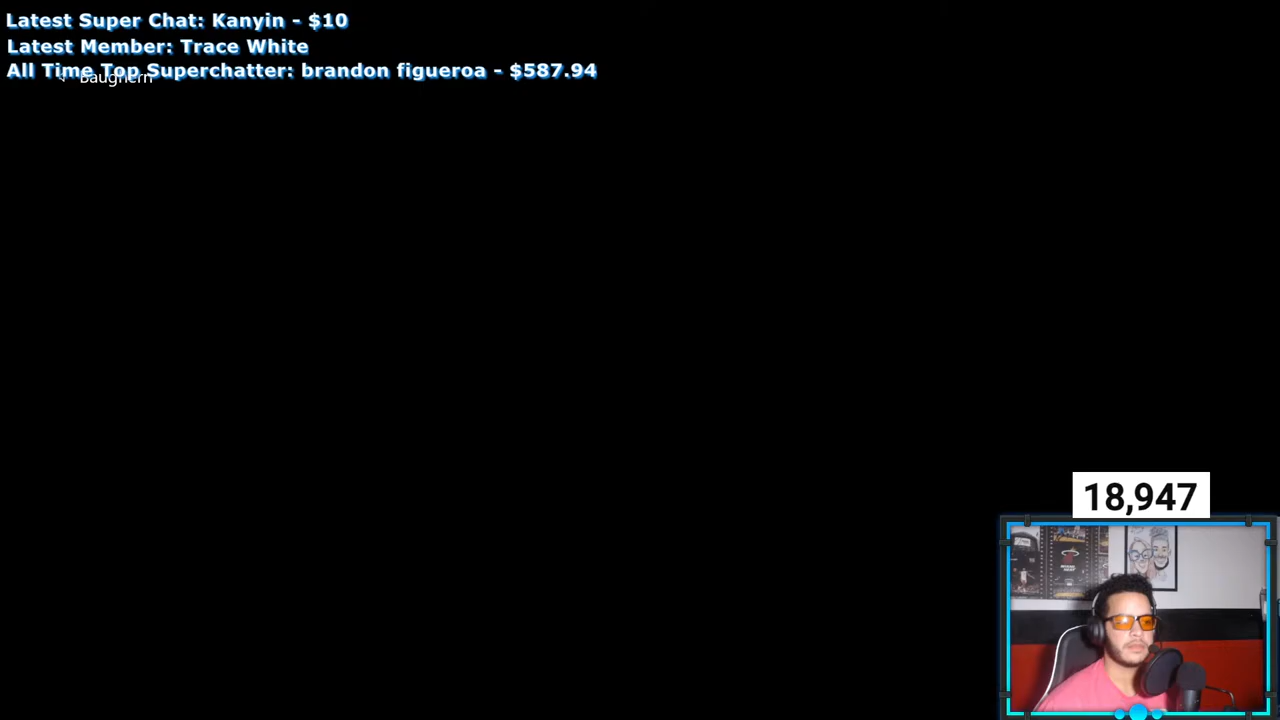 Latest Super Chat: Kanyin - $10
Latest Member: Trace White
All Time Top Superchatter: brandon figueroa - $587.94
Baughern
18,947